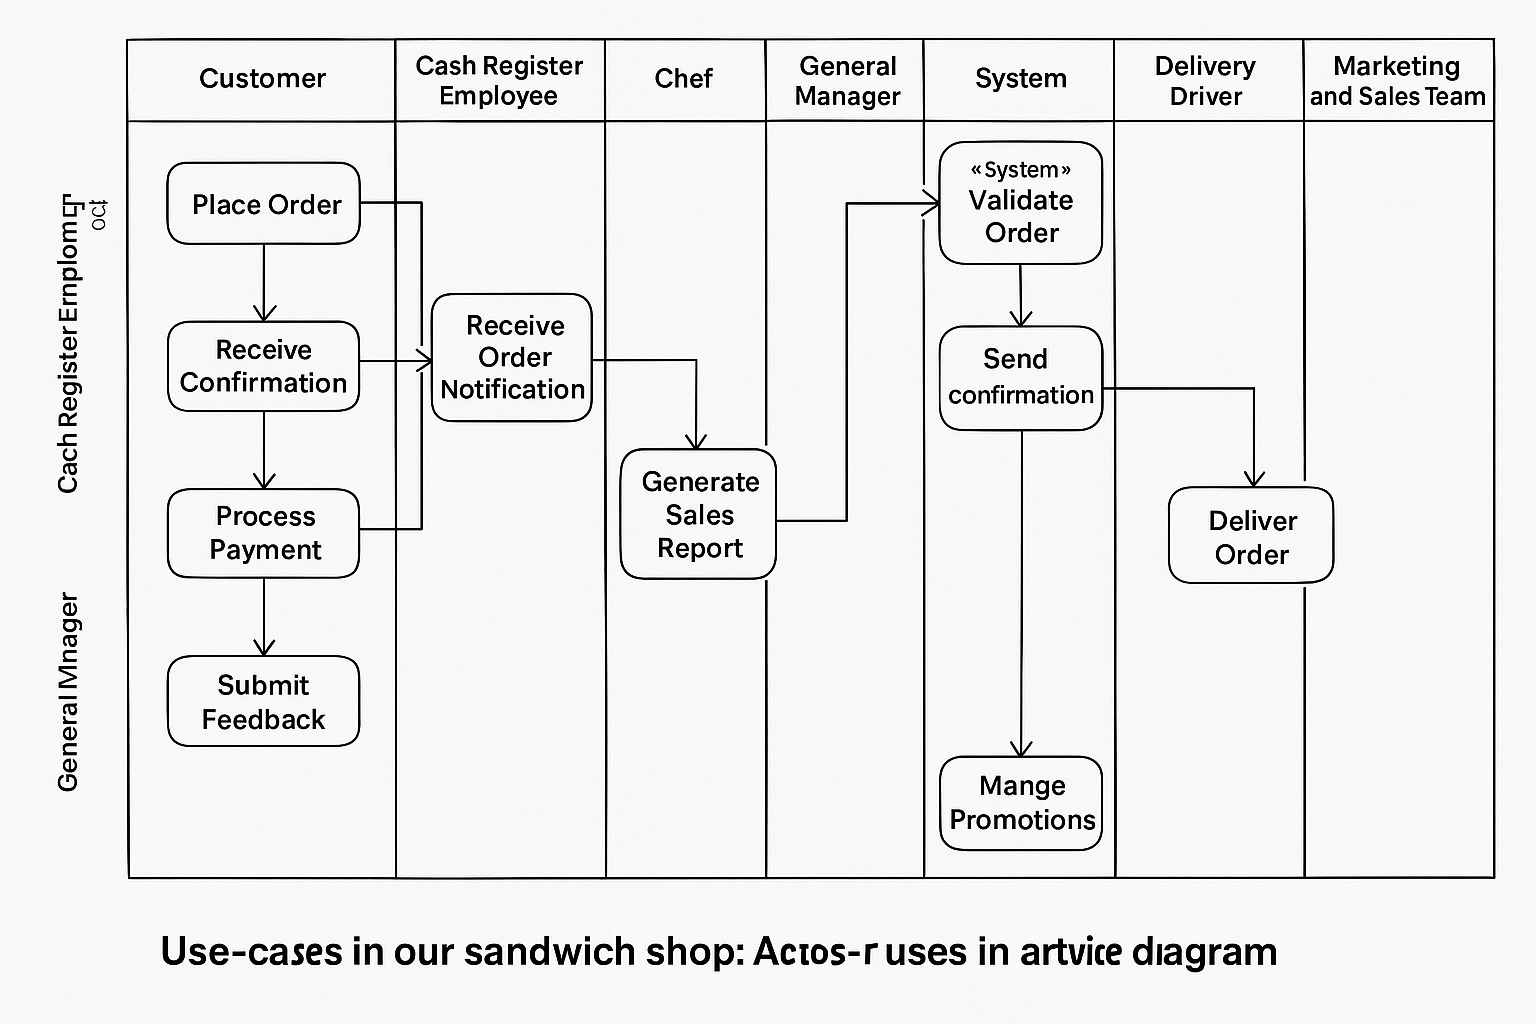 Customer
Cash Register
Employee
Chef
General
Manager
System
Delivery
Driver
Marketing
and Sales Team
Place Order
Receive
Confirmation
Process
Payment
Submit
Feedback
Receive
Order
Notification
Generate
Sales
Report
«System»
Validate
Order
Send
confirmation
Mange
Promotions
Deliver
Order
Cach Register
General Mnager
Use-cases in our sandwich shop: Actos-r uses in artvice diagram